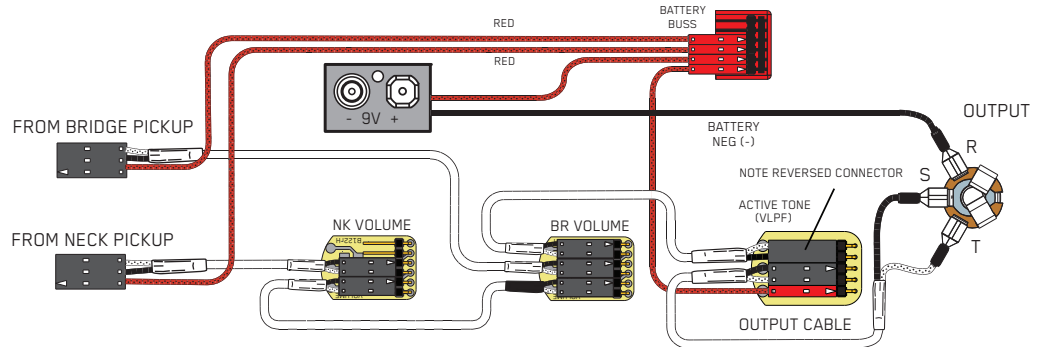 BATTERY
BUSS
RED
RED
- 9V +
OUTPUT
FROM BRIDGE PICKUP
BATTERY
NEG (-)
R
NOTE REVERSED CONNECTOR
S
ACTIVE TONE
(VLPF)
NK VOLUME
BR VOLUME
FROM NECK PICKUP
B122H
T
OUTPUT CABLE